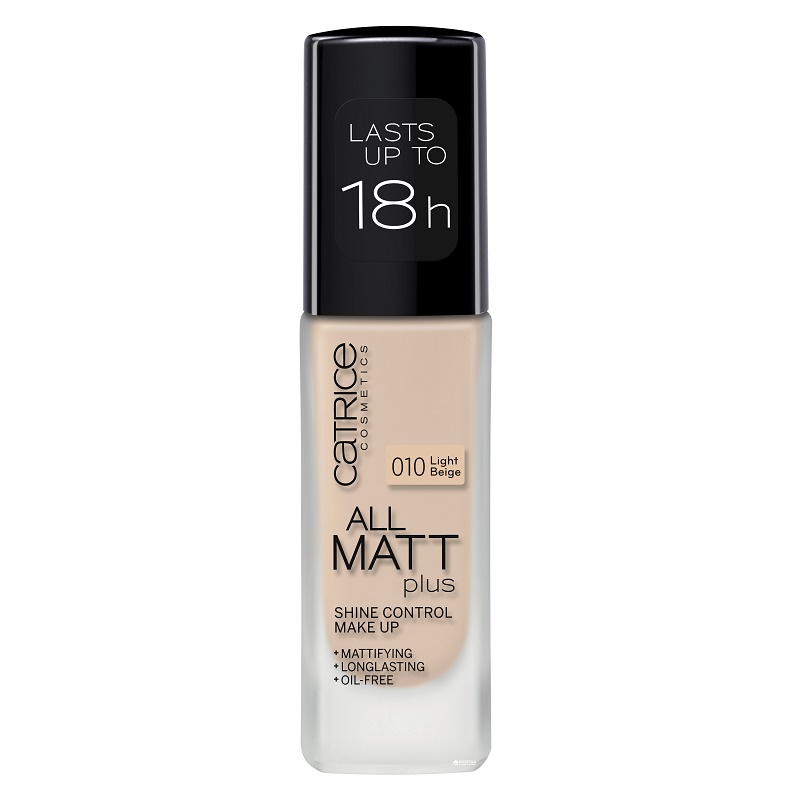 LASTS
UP TO
18h
CATRICE
COSMETICS
010 Light
Beige
ALL
MATT
plus
SHINE CONTROL
MAKE UP
+MATTIFYING
+LONGLASTING
+OIL-FREE